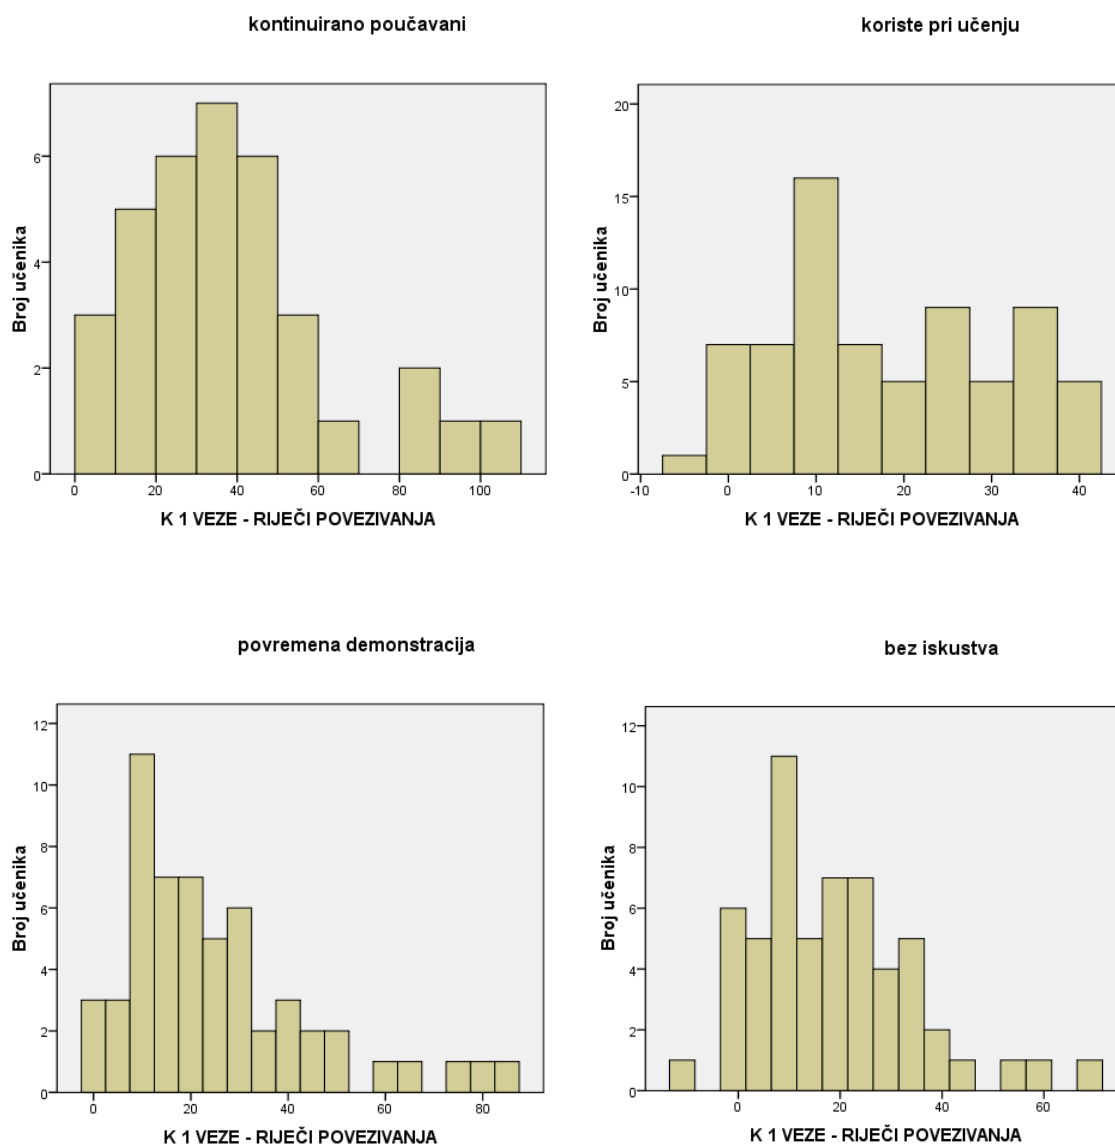 kontinuirano poučavani
6
4
2
0
Broj učenika
0 20 40 60 80 100
K 1 VEZE - RIJEČI POVEZIVANJA
koriste pri učenju
20
15
10
5
0
Broj učenika
-10 0 10 20 30 40
K 1 VEZE - RIJEČI POVEZIVANJA
povremena demonstracija
12
10
8
6
4
2
0
Broj učenika
0 20 40 60 80
K 1 VEZE - RIJEČI POVEZIVANJA
bez iskustva
12
10
8
6
4
2
0
Broj učenika
0 20 40 60
K 1 VEZE - RIJEČI POVEZIVANJA